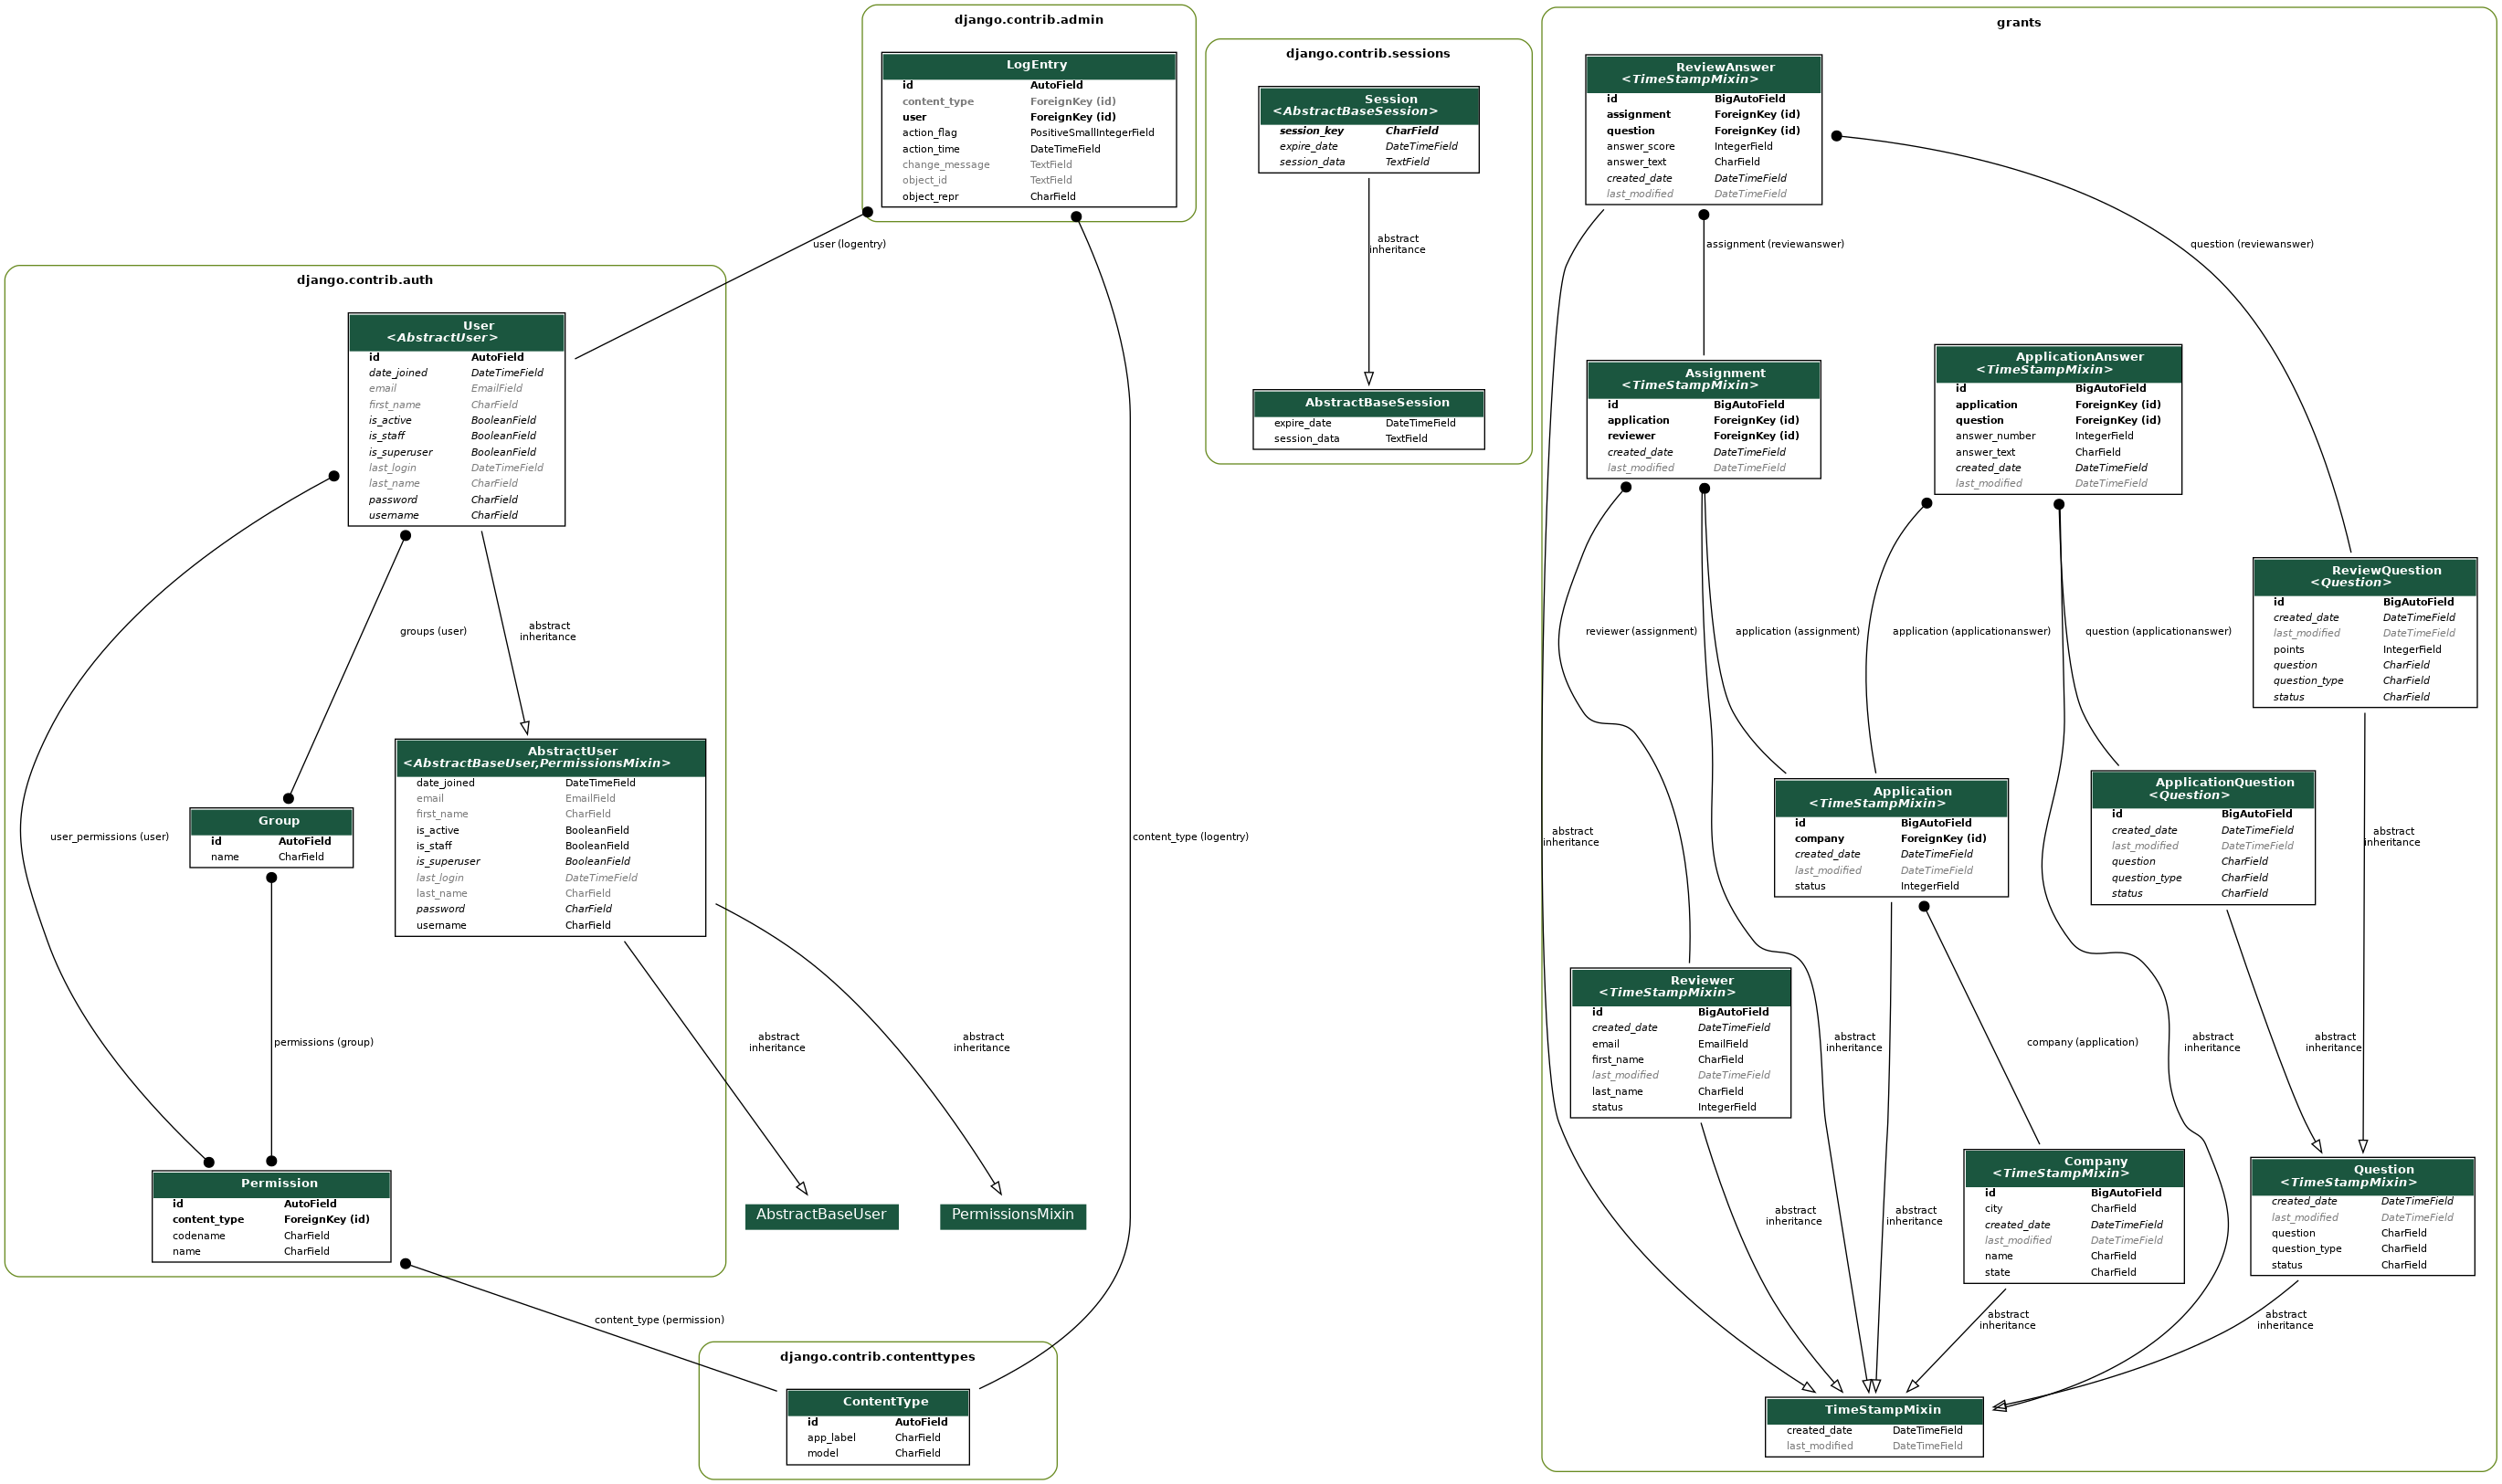 django.contrib.admin
LogEntry
id AutoField
content_type ForeignKey (id)
user ForeignKey (id)
action_flag PositiveSmallIntegerField
action_time DateTimeField
change_message TextField
object_id TextField
object_repr CharField
user (logentry)
content_type (logentry)
django.contrib.auth
User
<AbstractUser>
id AutoField
date_joined DateTimeField
email EmailField
first_name CharField
is_active BooleanField
is_staff BooleanField
is_superuser BooleanField
last_login DateTimeField
last_name CharField
password CharField
username CharField
groups (user)
abstract
inheritance
user_permissions (user)
AbstractUser
<AbstractBaseUser,PermissionsMixin>
date_joined DateTimeField
email EmailField
first_name CharField
is_active BooleanField
is_staff BooleanField
is_superuser BooleanField
last_login DateTimeField
last_name CharField
password CharField
username CharField
Group
id AutoField
name CharField
permissions (group)
abstract
inheritance
abstract
inheritance
Permission
id AutoField
content_type ForeignKey (id)
codename CharField
name CharField
AbstractBaseUser
PermissionsMixin
content_type (permission)
django.contrib.contenttypes
ContentType
id AutoField
app_label CharField
model CharField
django.contrib.sessions
Session
<AbstractBaseSession>
session_key CharField
expire_date DateTimeField
session_data TextField
abstract
inheritance
AbstractBaseSession
expire_date DateTimeField
session_data TextField
grants
ReviewAnswer
<TimeStampMixin>
id BigAutoField
assignment ForeignKey (id)
question ForeignKey (id)
answer_score IntegerField
answer_text CharField
created_date DateTimeField
last_modified DateTimeField
assignment (reviewanswer)
question (reviewanswer)
Assignment
<TimeStampMixin>
id BigAutoField
application ForeignKey (id)
reviewer ForeignKey (id)
created_date DateTimeField
last_modified DateTimeField
ApplicationAnswer
<TimeStampMixin>
id BigAutoField
application ForeignKey (id)
question ForeignKey (id)
answer_number IntegerField
answer_text CharField
created_date DateTimeField
last_modified DateTimeField
ReviewQuestion
<Question>
id BigAutoField
created_date DateTimeField
last_modified DateTimeField
points IntegerField
question CharField
question_type CharField
status CharField
reviewer (assignment)
application (assignment)
application (applicationanswer)
question (applicationanswer)
Application
<TimeStampMixin>
id BigAutoField
company ForeignKey (id)
created_date DateTimeField
last_modified DateTimeField
status IntegerField
ApplicationQuestion
<Question>
id BigAutoField
created_date DateTimeField
last_modified DateTimeField
question CharField
question_type CharField
status CharField
abstract
inheritance
abstract
inheritance
Reviewer
<TimeStampMixin>
id BigAutoField
created_date DateTimeField
email EmailField
first_name CharField
last_modified DateTimeField
last_name CharField
status IntegerField
abstract
inheritance
company (application)
abstract
inheritance
abstract
inheritance
Company
<TimeStampMixin>
id BigAutoField
city CharField
created_date DateTimeField
last_modified DateTimeField
name CharField
state CharField
Question
<TimeStampMixin>
created_date DateTimeField
last_modified DateTimeField
question CharField
question_type CharField
status CharField
abstract
inheritance
abstract
inheritance
abstract
inheritance
abstract
inheritance
TimeStampMixin
created_date DateTimeField
last_modified DateTimeField